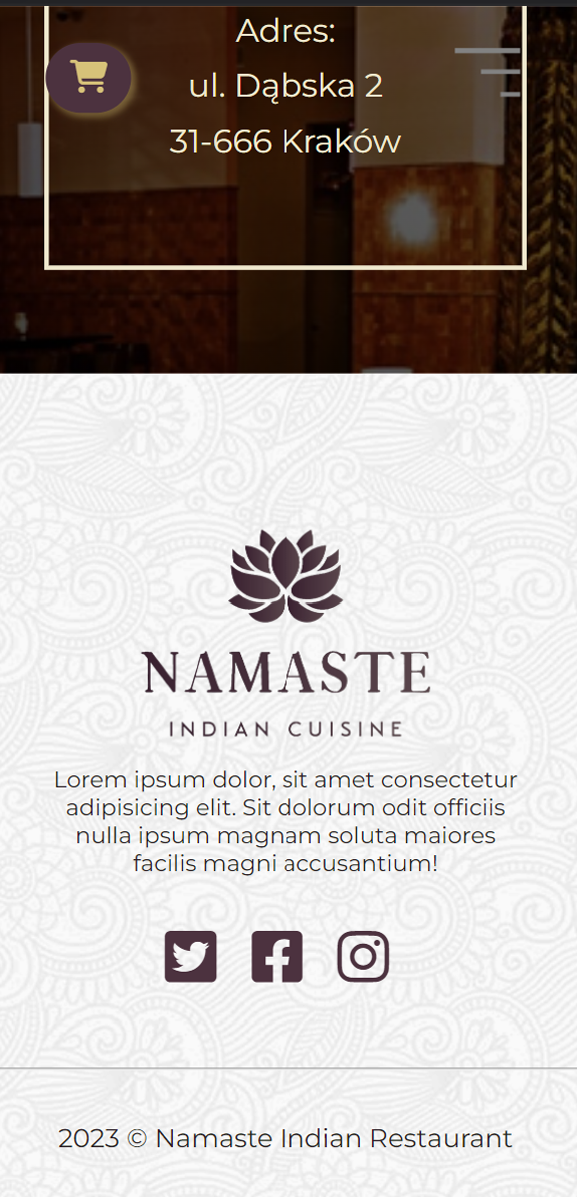 Adres:
ul. Dąbska 2
31-666 Kraków
NAMASTE
INDIAN CUISINE
Lorem ipsum dolor, sit amet consectetur
adipisicing elit. Sit dolorum odit officiis
nulla ipsum magnam soluta maiores
facilis magni accusantium!
2023 © Namaste Indian Restaurant